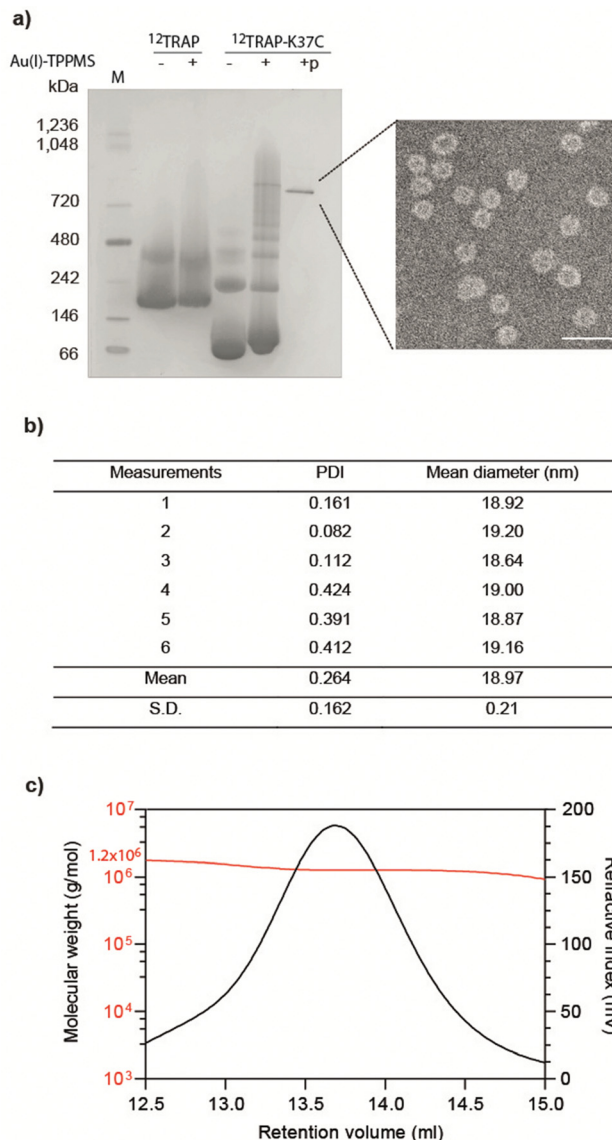 a)
12TRAP 12TRAP-K37C
Au(I)-TPPMS - + - + +p
kDa M
1,236
1,048
720
480
242
146
66
b)
Measurements PDI Mean diameter (nm)
1 0.161 18.92
2 0.082 19.20
3 0.112 18.64
4 0.424 19.00
5 0.391 18.87
6 0.412 19.16
Mean 0.264 18.97
S.D. 0.162 0.21
c)
Molecular weight (g/mol)
10⁷
1.2x10⁶
10⁶
10⁵
10⁴
10³
200
150
100
50
0
12.5 13.0 13.5 14.0 14.5 15.0
Retention volume (ml)